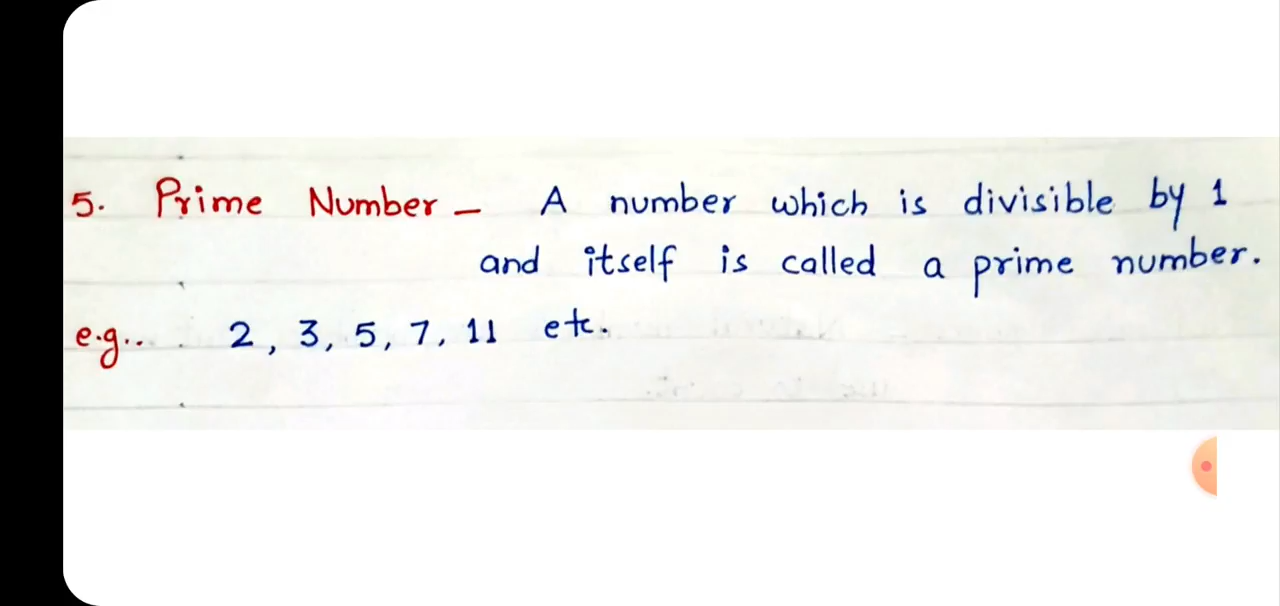 5. Prime Number – A number which is divisible by 1
and itself is called a prime number.
e.g... 2, 3, 5, 7, 11 etc.